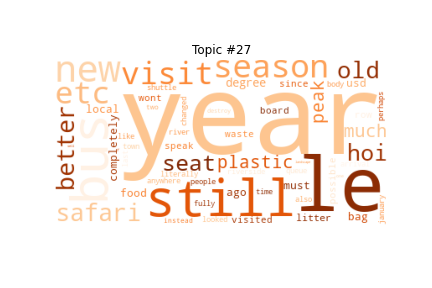 Topic #27
new visit season old
etc degree since usd
shuttle wont two changed peak perhaps
local board
bus year
better completely like river waste much
speak
seat plastic hoi
literally
anywhere people ago time must
food still le
safari fully also
instead looked visited litter bag january
body